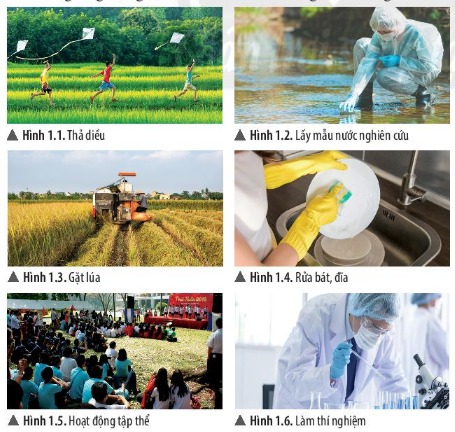 ▲ Hình 1.1. Thả diều
▲ Hình 1.2. Lấy mẫu nước nghiên cứu
▲ Hình 1.3. Gặt lúa
▲ Hình 1.4. Rửa bát, đĩa
▲ Hình 1.5. Hoạt động tập thể
▲ Hình 1.6. Làm thí nghiệm